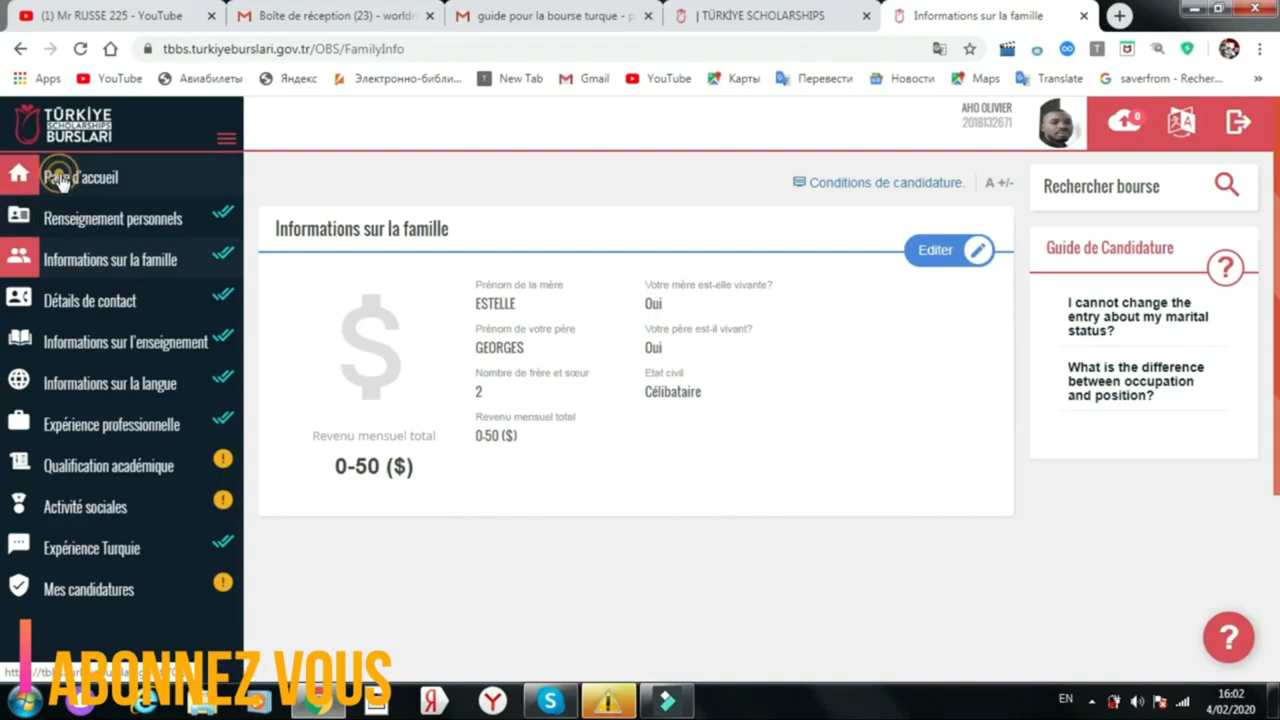 (1) Mr RUSSE 225 - YouTube
Boîte de réception (23) - world
guide pour la bourse turque - p
| TÜRKİYE SCHOLARSHIPS
Informations sur la famille
tbbs.turkiyeburslari.gov.tr/OBS/FamilyInfo
Apps
YouTube
Авиабилеты
Яндекс
Электронно-библи...
New Tab
Gmail
YouTube
Карты
Перевести
Новости
Maps
Translate
saverfrom - Recher...
»
TÜRKİYE
SCHOLARSHIPS
BURSLARI
AHO OLIVIER
2018132671
0
Page d'accueil
Renseignement personnels
Informations sur la famille
Détails de contact
Informations sur l'enseignement
Informations sur la langue
Expérience professionnelle
Qualification académique
Activité sociales
Expérience Turquie
Mes candidatures
Conditions de candidature.
A +/-
Informations sur la famille
Editer
$
Revenu mensuel total
0-50 ($)
Prénom de la mère
ESTELLE
Prénom de votre père
GEORGES
Nombre de frère et sœur
2
Revenu mensuel total
0-50 ($)
Votre mère est-elle vivante?
Oui
Votre père est-il vivant?
Oui
Etat civil
Célibataire
Rechercher bourse
Guide de Candidature
?
I cannot change the
entry about my marital
status?
What is the difference
between occupation
and position?
?
ABONNEZ VOUS
EN
16:02
4/02/2020